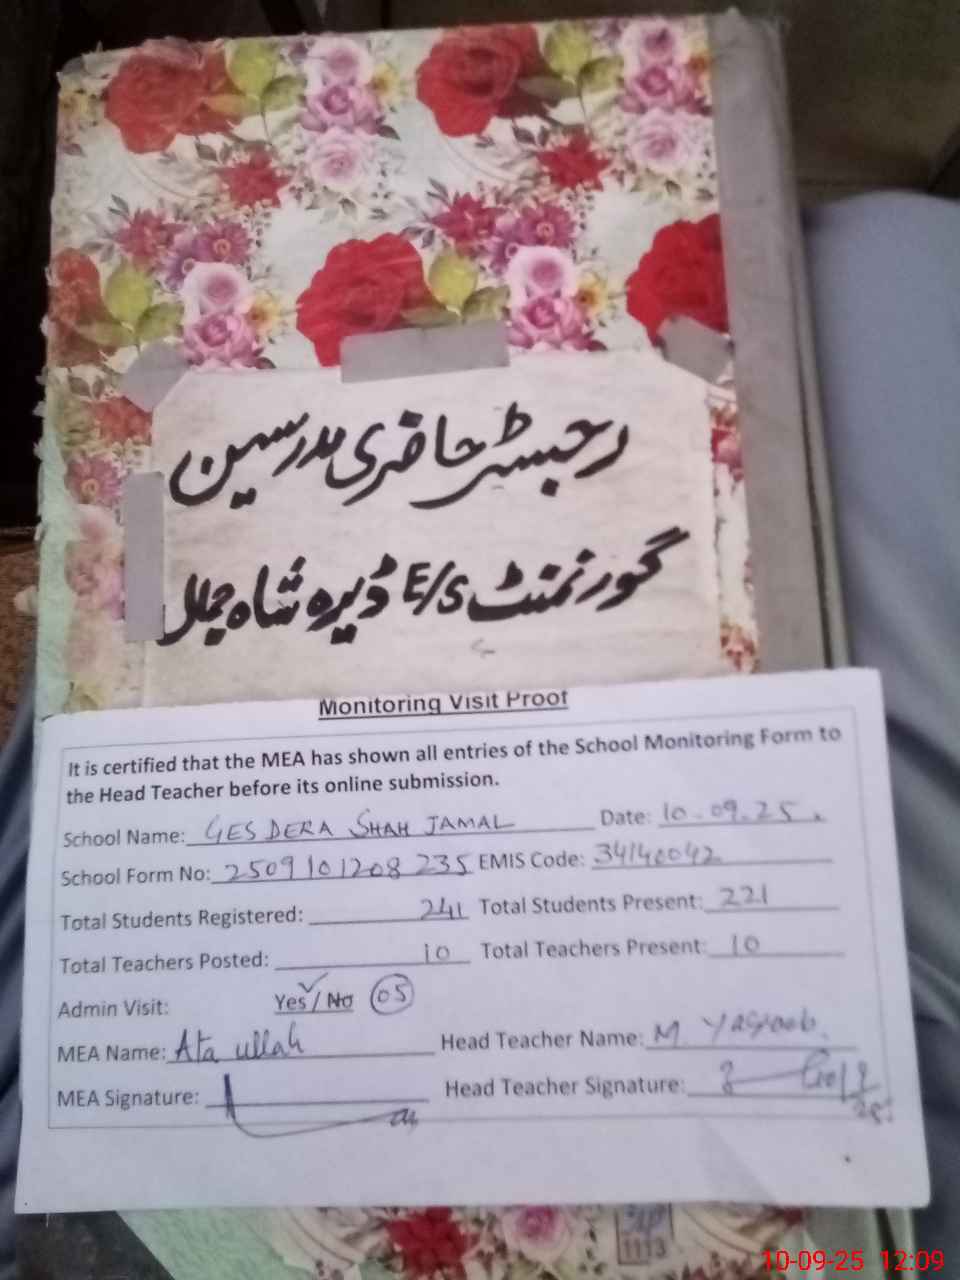 رجسٹر حاضری مدرسین
گورنمنٹ E/S ڈیرہ شاہ جمال
Monitoring Visit Proof
It is certified that the MEA has shown all entries of the School Monitoring Form to
the Head Teacher before its online submission.
School Name: GES DERA SHAH JAMAL Date: 10.09.25.
School Form No: 2509101208235 EMIS Code: 34140042
Total Students Registered: 241 Total Students Present: 221
Total Teachers Posted: 10 Total Teachers Present: 10
Admin Visit: Yes / No 05
MEA Name: Ata ullah Head Teacher Name: M. Yaqoob.
MEA Signature: Head Teacher Signature:
1113
10-09-25 12:09